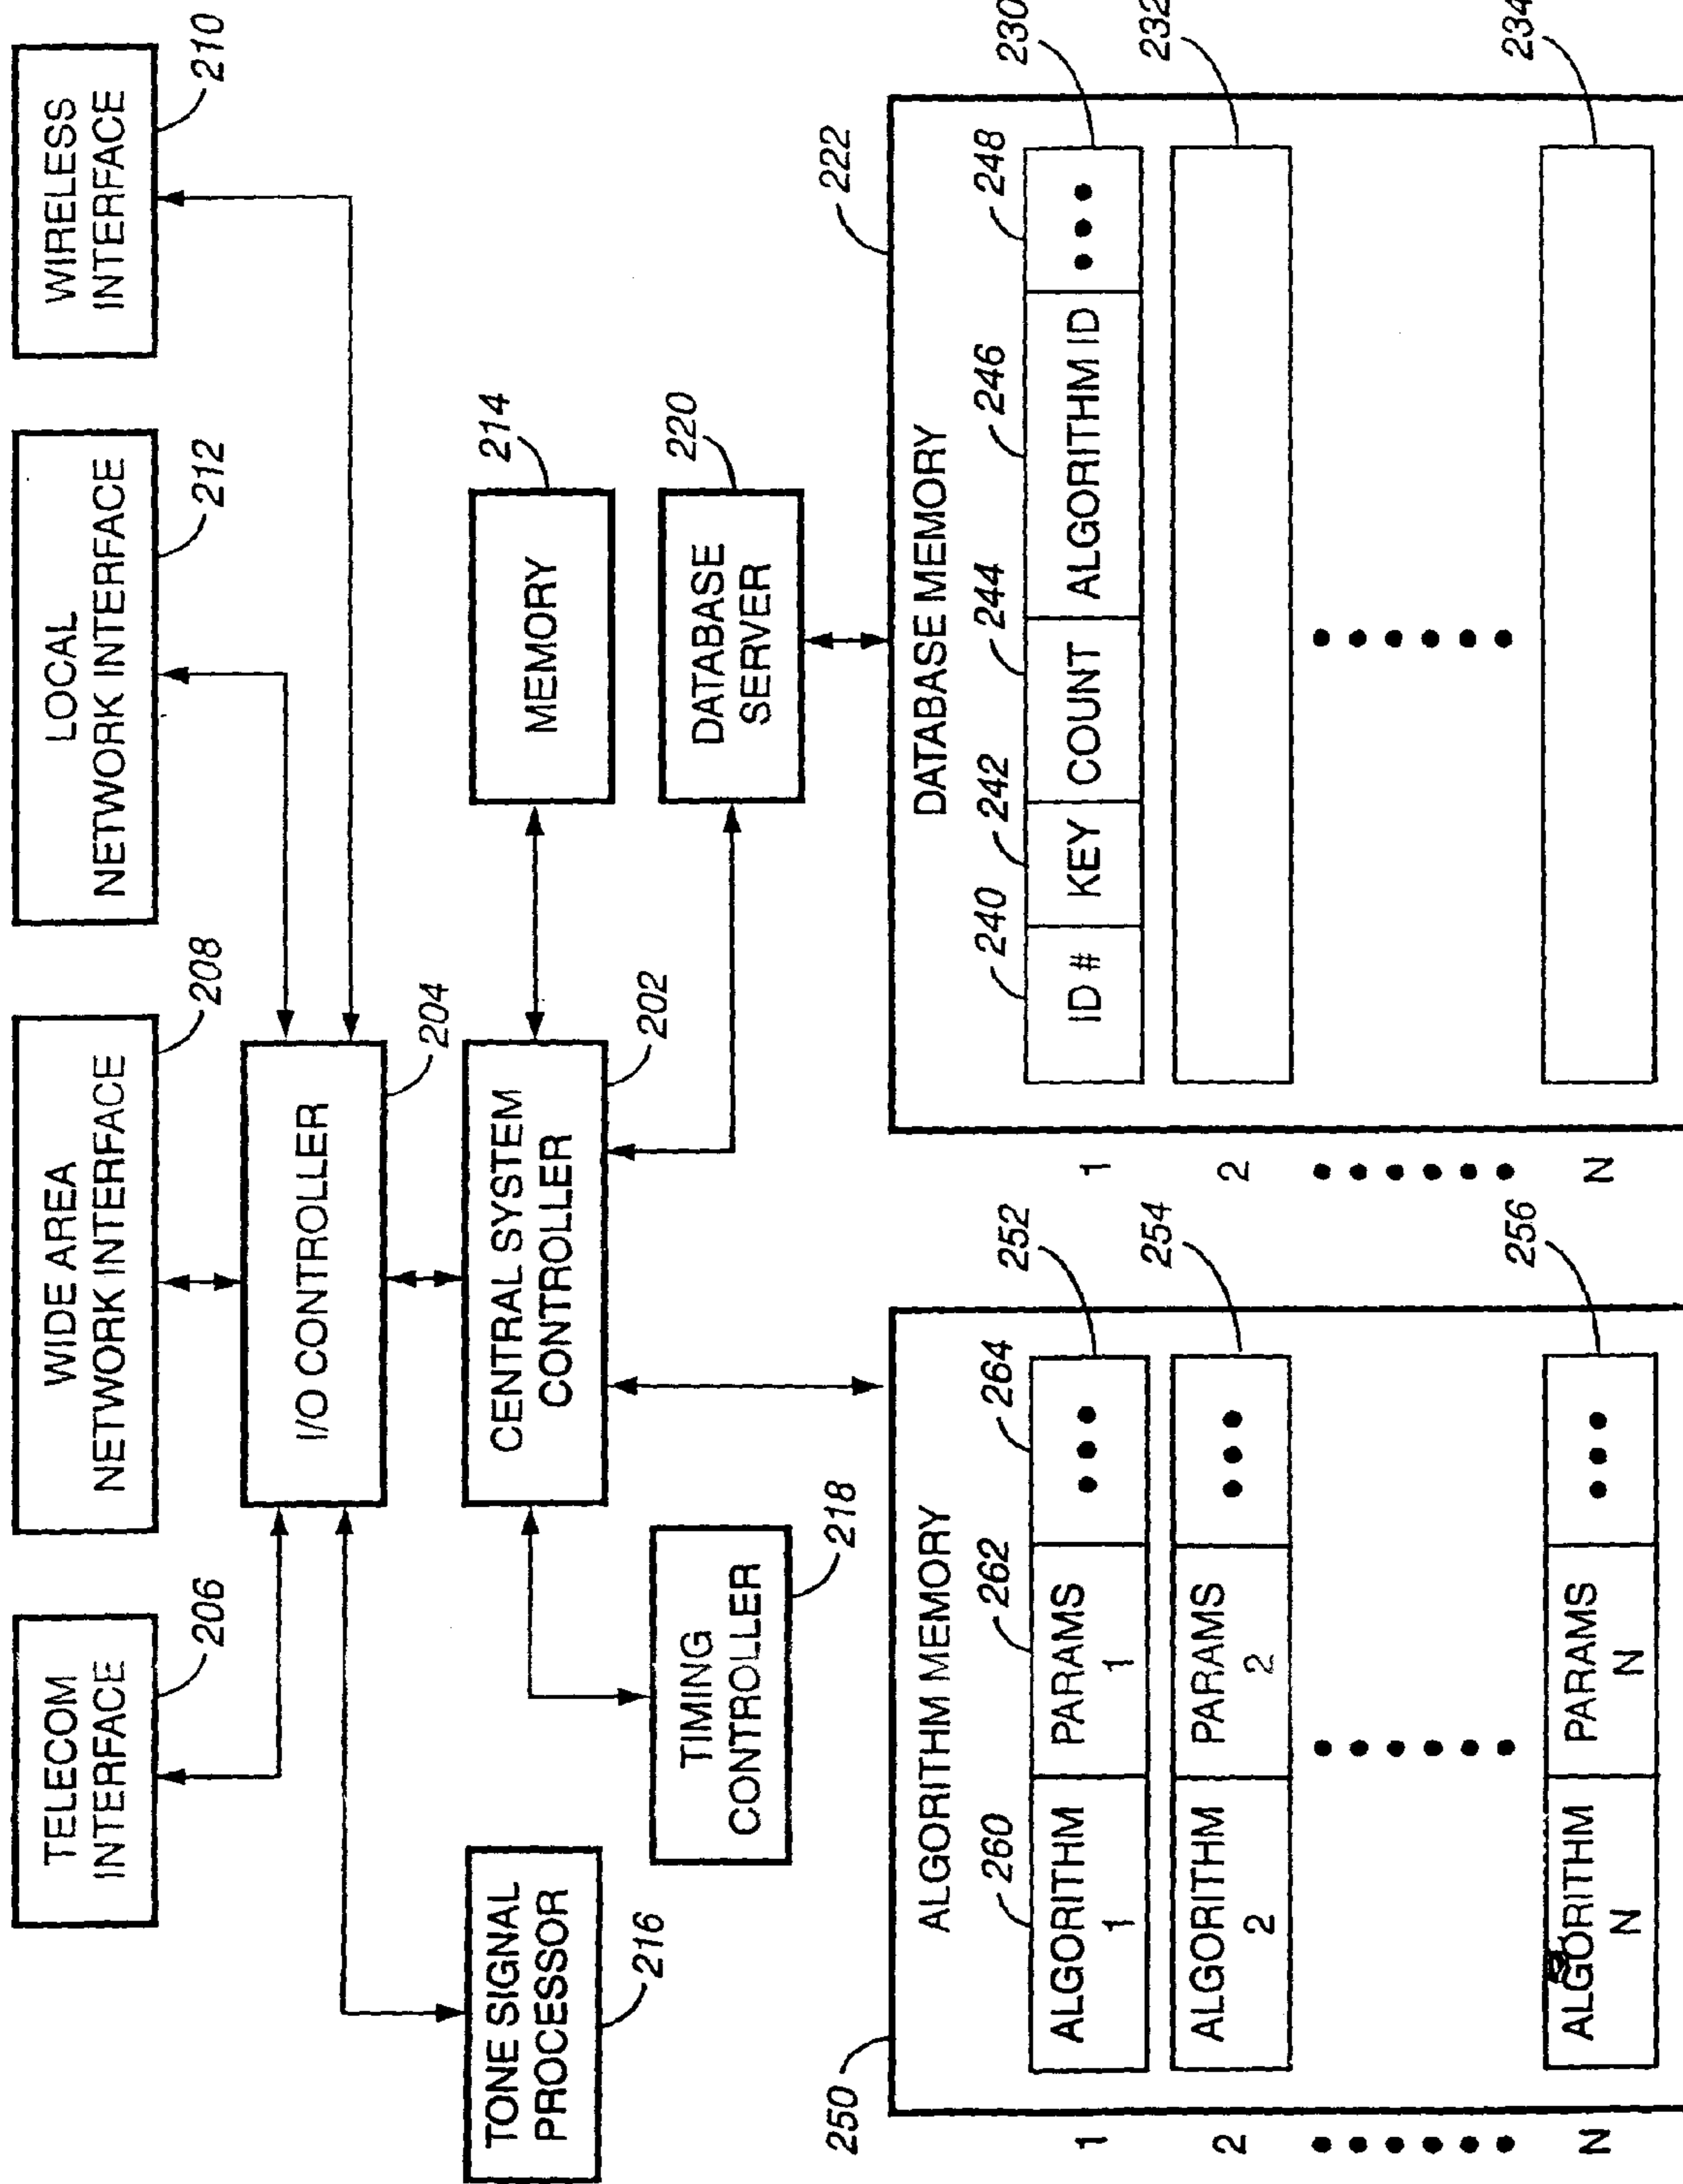 TELECOM
INTERFACE
206
WIDE AREA
NETWORK INTERFACE
208
LOCAL
NETWORK INTERFACE
212
WIRELESS
INTERFACE
210
I/O CONTROLLER
204
TONE SIGNAL
PROCESSOR
216
CENTRAL SYSTEM
CONTROLLER
202
MEMORY
214
TIMING
CONTROLLER
218
DATABASE
SERVER
220
250
ALGORITHM MEMORY
260
262
264
252
1
ALGORITHM
1
PARAMS
1
•••
254
2
ALGORITHM
2
PARAMS
2
•••
••••••
••••••
256
N
ALGORITHM
N
PARAMS
N
•••
222
DATABASE MEMORY
240
242
244
246
248
230
1
ID #
KEY
COUNT
ALGORITHM ID
•••
232
2
••••••
••••••
234
N